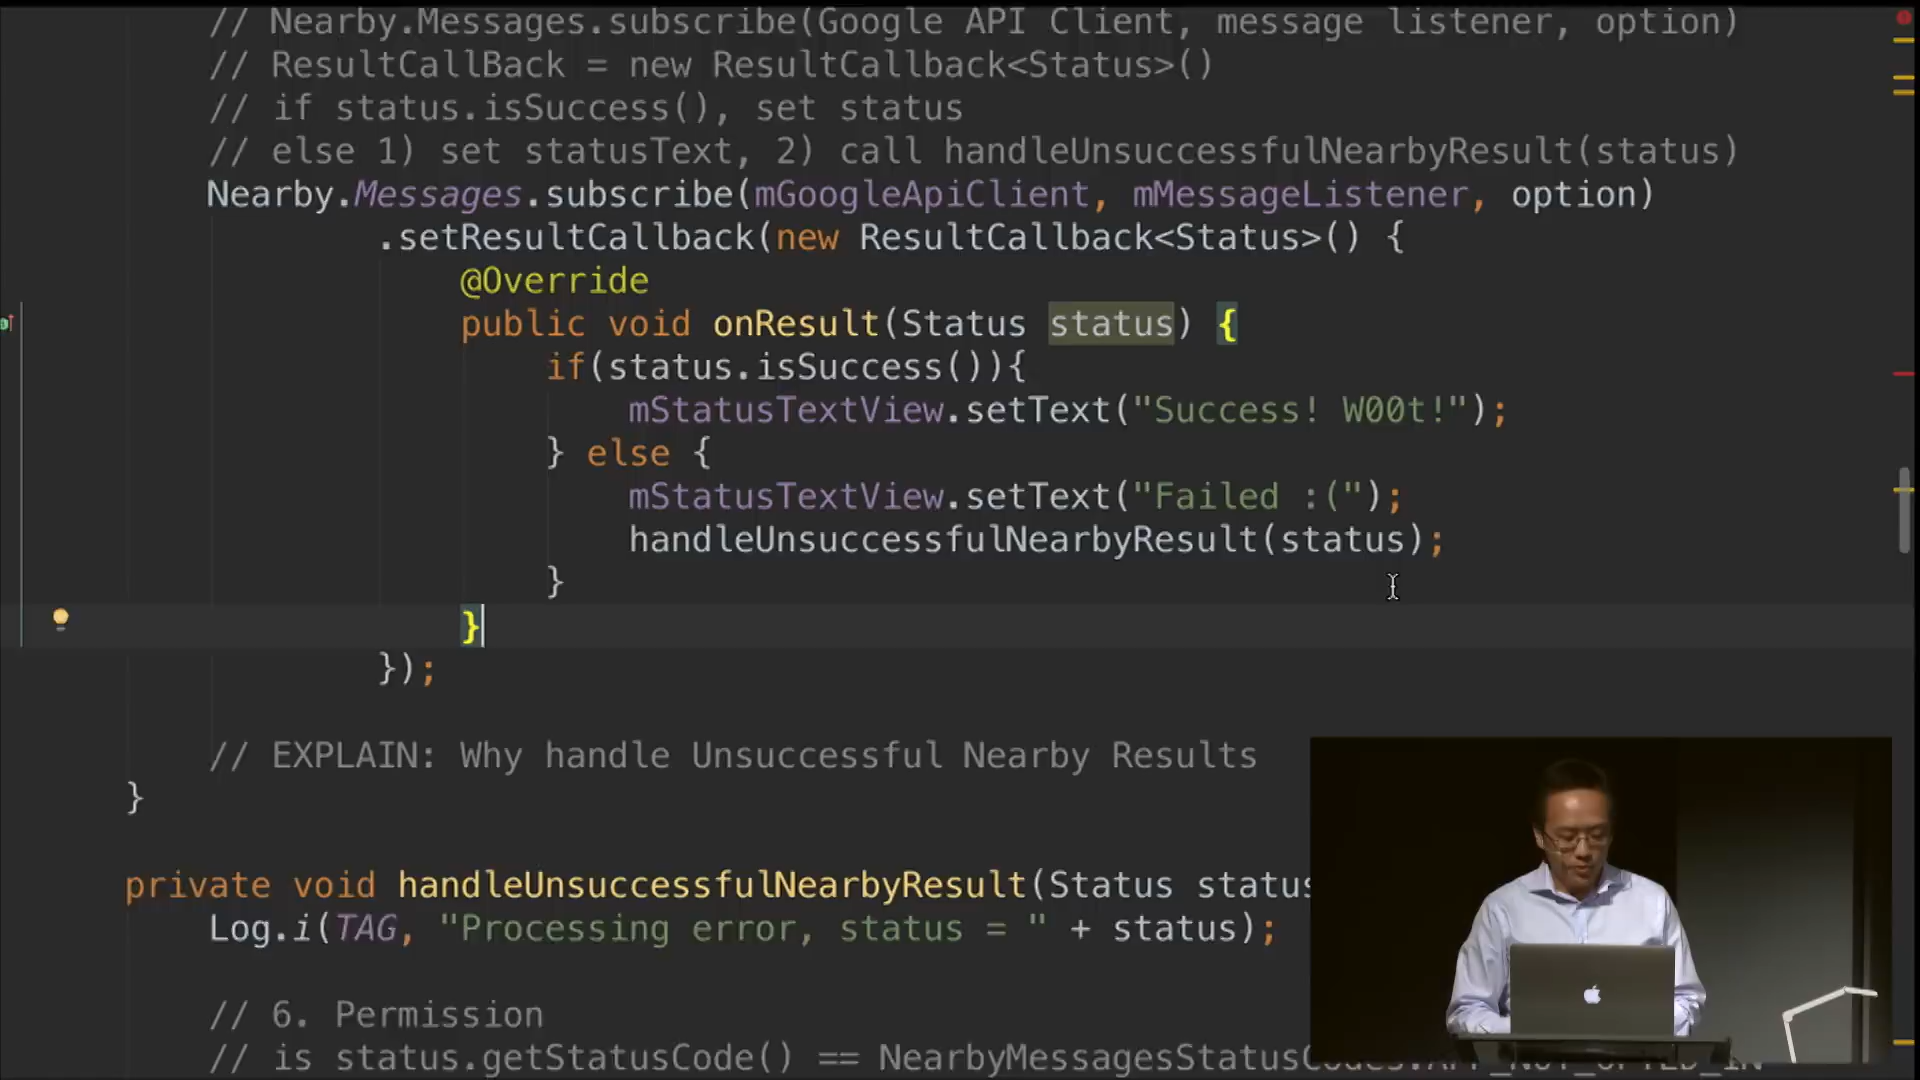 // Nearby.Messages.subscribe(Google API Client, message listener, option)
// ResultCallBack = new ResultCallback<Status>()
// if status.isSuccess(), set status
// else 1) set statusText, 2) call handleUnsuccessfulNearbyResult(status)
Nearby.Messages.subscribe(mGoogleApiClient, mMessageListener, option)
.setResultCallback(new ResultCallback<Status>() {
@Override
public void onResult(Status status) {
if(status.isSuccess()){
mStatusTextView.setText("Success! W00t!");
} else {
mStatusTextView.setText("Failed :(");
handleUnsuccessfulNearbyResult(status);
}
}
});
// EXPLAIN: Why handle Unsuccessful Nearby Results
}
private void handleUnsuccessfulNearbyResult(Status status
Log.i(TAG, "Processing error, status = " + status);
// 6. Permission
// is status.getStatusCode() == NearbyMessagesStatusCodes.APP_NOT_OPTED_IN